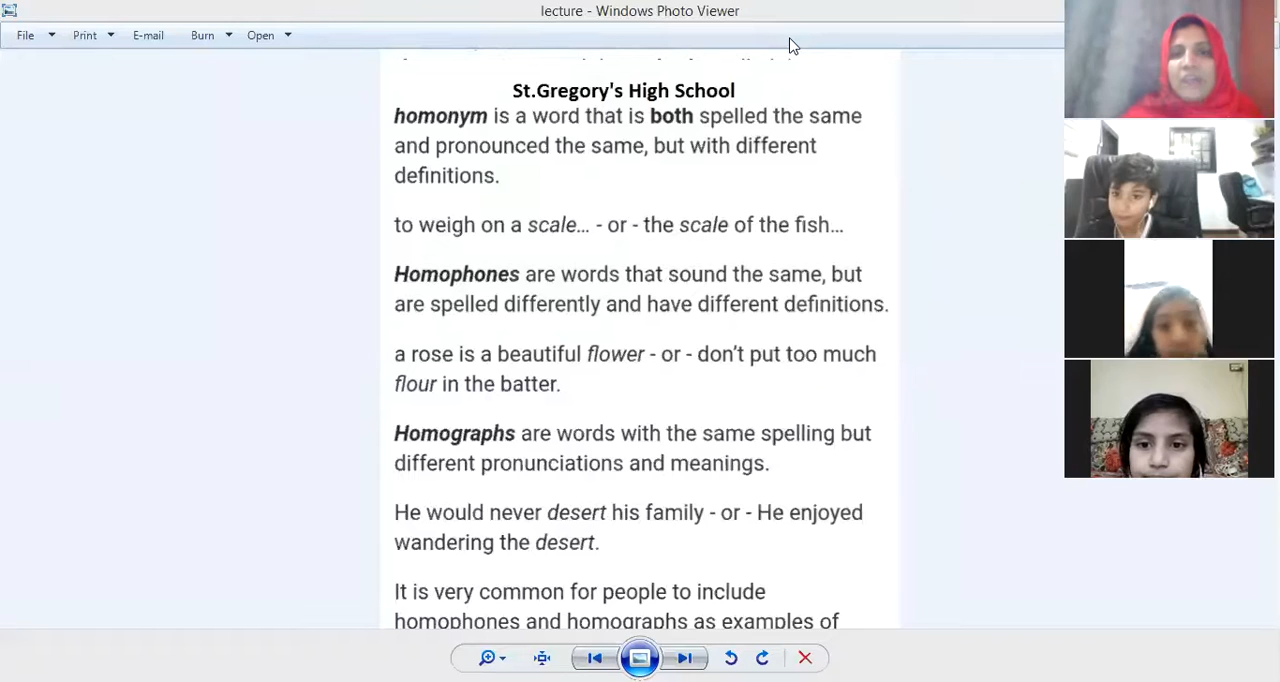 lecture - Windows Photo Viewer
File Print E-mail Burn Open
St.Gregory's High School
homonym is a word that is both spelled the same
and pronounced the same, but with different
definitions.
to weigh on a scale... - or - the scale of the fish...
Homophones are words that sound the same, but
are spelled differently and have different definitions.
a rose is a beautiful flower - or - don't put too much
flour in the batter.
Homographs are words with the same spelling but
different pronunciations and meanings.
He would never desert his family - or - He enjoyed
wandering the desert.
It is very common for people to include
homophones and homographs as examples of